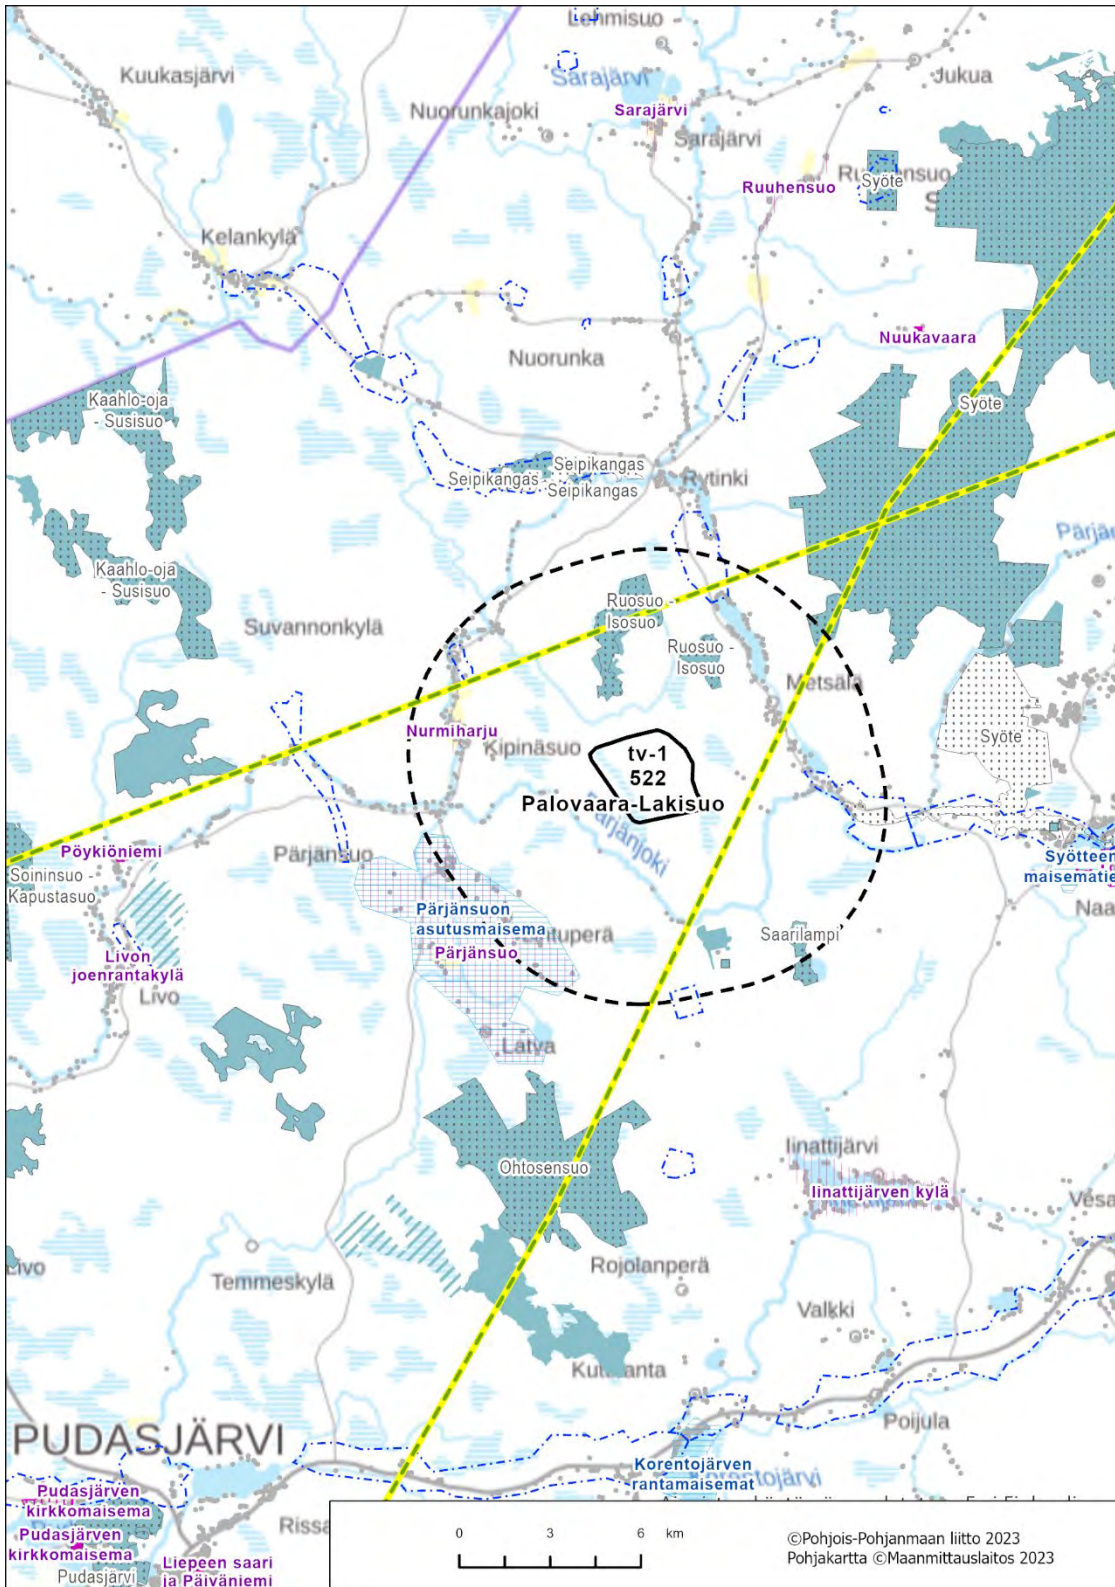 Lehmisuo
Kuukasjärvi
Sarajärvi
Jukua
Nuorunkajoki
Sarajärvi
Sarajärvi
Ruuhensuo
Syöte
Kelankylä
Nuukavaara
Nuorunka
Kaahlo-oja
- Susisuo
Syöte
Seipikangas
Seipikangas
Seipikangas
Rytinki
Kaahlo-oja
- Susisuo
Ruosuo -
Isosuo
Suvannonkylä
Ruosuo -
Isosuo
Metsälä
Nurmiharju
Kipinäsuo
tv-1
522
Palovaara-Lakisuo
Syöte
Pärjänjoki
Pöykiöniemi
Pärjänsuo
Soininsuo -
Kapustasuo
Syötteen
maisematie
Pärjänsuon
asutusmaisema
Saarilampi
Pärjänsuo
Livon
joenrantakylä
Livo
Latva
Iinattijärvi
Ohtosensuo
Iinattijärven kylä
Rojolanperä
Temmeskylä
Valkki
PUDASJÄRVI
Poijula
Korentojärven
rantamaisemat
Pudasjärven
kirkkomaisema
Pudasjärven
kirkkomaisema
Liepeen saari
ja Päiväniemi
Pudasjärvi
0 3 6 km
©Pohjois-Pohjanmaan liitto 2023
Pohjakartta ©Maanmittauslaitos 2023